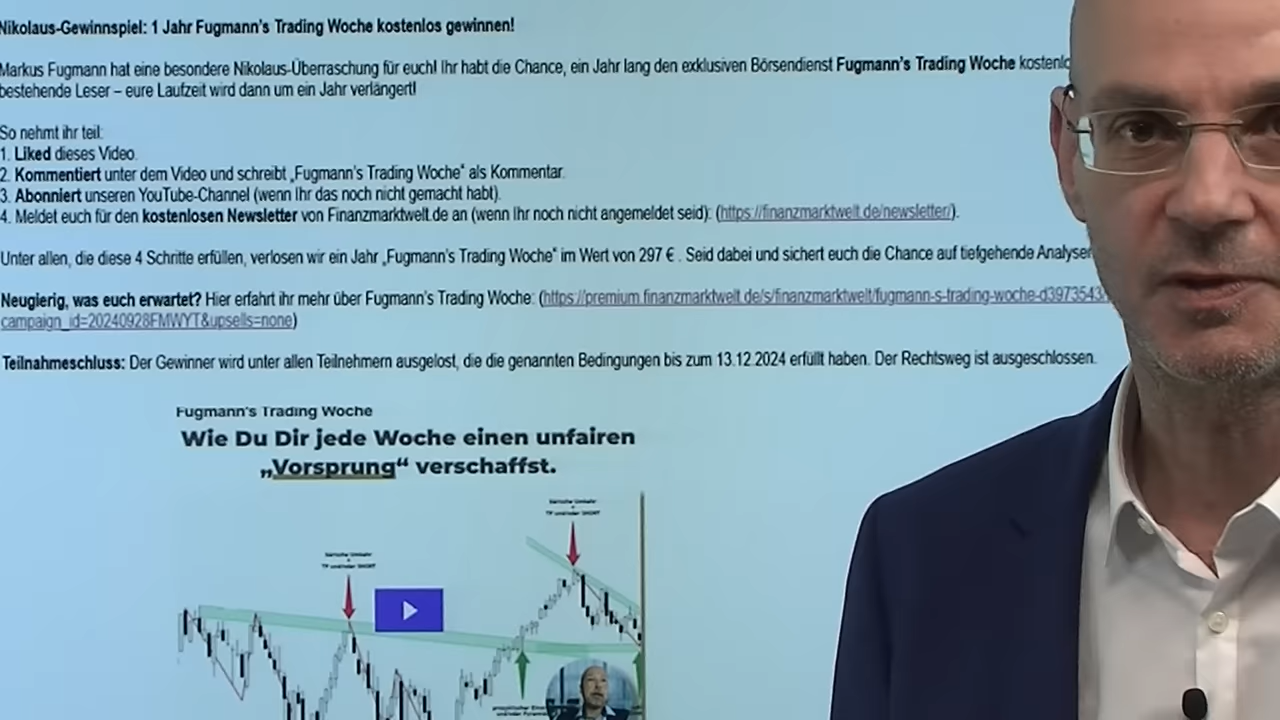 Nikolaus-Gewinnspiel: 1 Jahr Fugmann's Trading Woche kostenlos gewinnen!
Markus Fugmann hat eine besondere Nikolaus-Überraschung für euch! Ihr habt die Chance, ein Jahr lang den exklusiven Börsendienst Fugmann's Trading Woche
bestehende Leser – eure Laufzeit wird dann um ein Jahr verlängert!
So nehmt ihr teil:
1. Liked dieses Video.
2. Kommentiert unter dem Video und schreibt „Fugmann's Trading Woche“ als Kommentar.
3. Abonniert unseren YouTube-Channel (wenn Ihr das noch nicht gemacht habt).
4. Meldet euch für den kostenlosen Newsletter von Finanzmarktwelt.de an (wenn Ihr noch nicht angemeldet seid): (https://finanzmarktwelt.de/newsletter/).
Unter allen, die diese 4 Schritte erfüllen, verlosen wir ein Jahr „Fugmann's Trading Woche“ im Wert von 297 € . Seid dabei und sichert euch die Chance auf tiefgehende Analysen
Neugierig, was euch erwartet? Hier erfahrt ihr mehr über Fugmann's Trading Woche: (https://premium.finanzmarktwelt.de/s/finanzmarktwelt/fugmann-s-trading-woche-d3973543
campaign_id=20240928FMWYT&upsells=none)
Teilnahmeschluss: Der Gewinner wird unter allen Teilnehmern ausgelost, die die genannten Bedingungen bis zum 13.12.2024 erfüllt haben. Der Rechtsweg ist ausgeschlossen.
Fugmann's Trading Woche
Wie Du Dir jede Woche einen unfairen
„Vorsprung“ verschaffst.